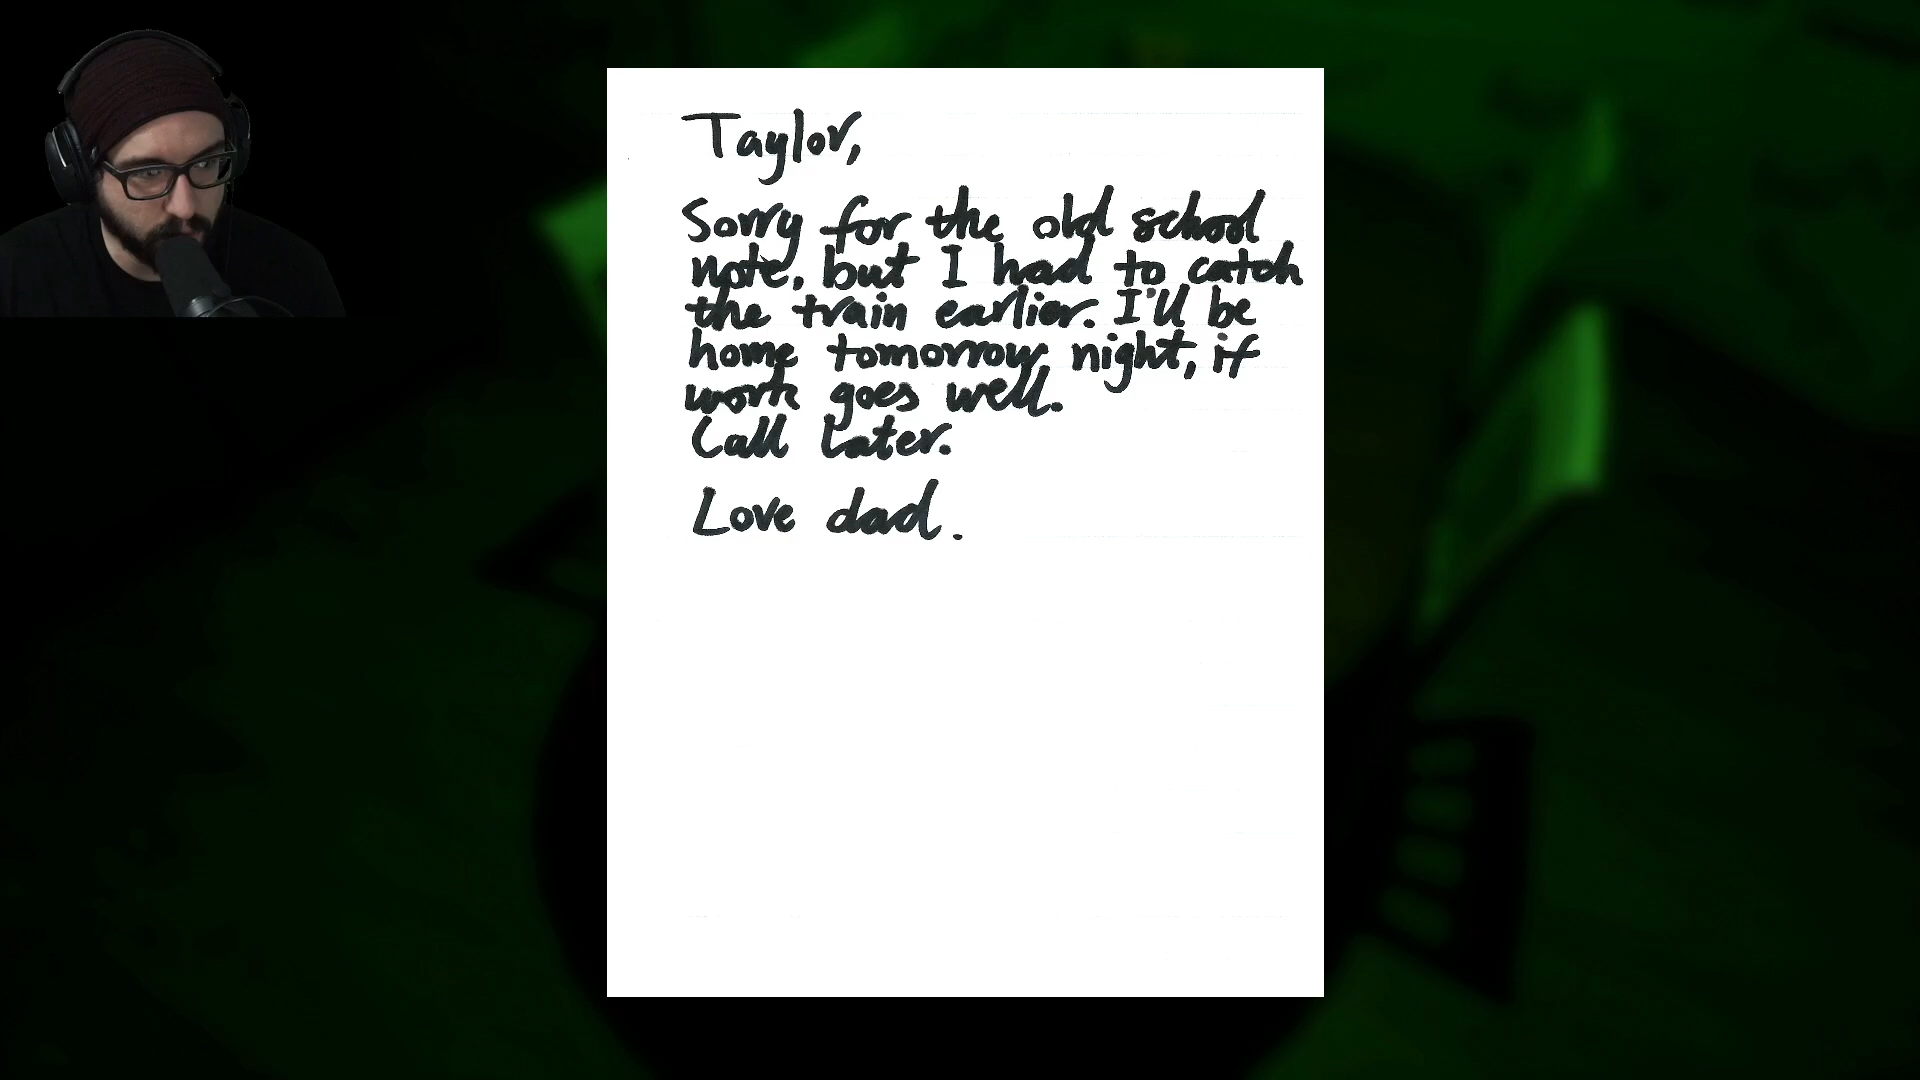 Taylor,
Sorry for the old school
note, but I had to catch
the train earlier. I'll be
home tomorrow night, if
work goes well.
Call Later.
Love dad.